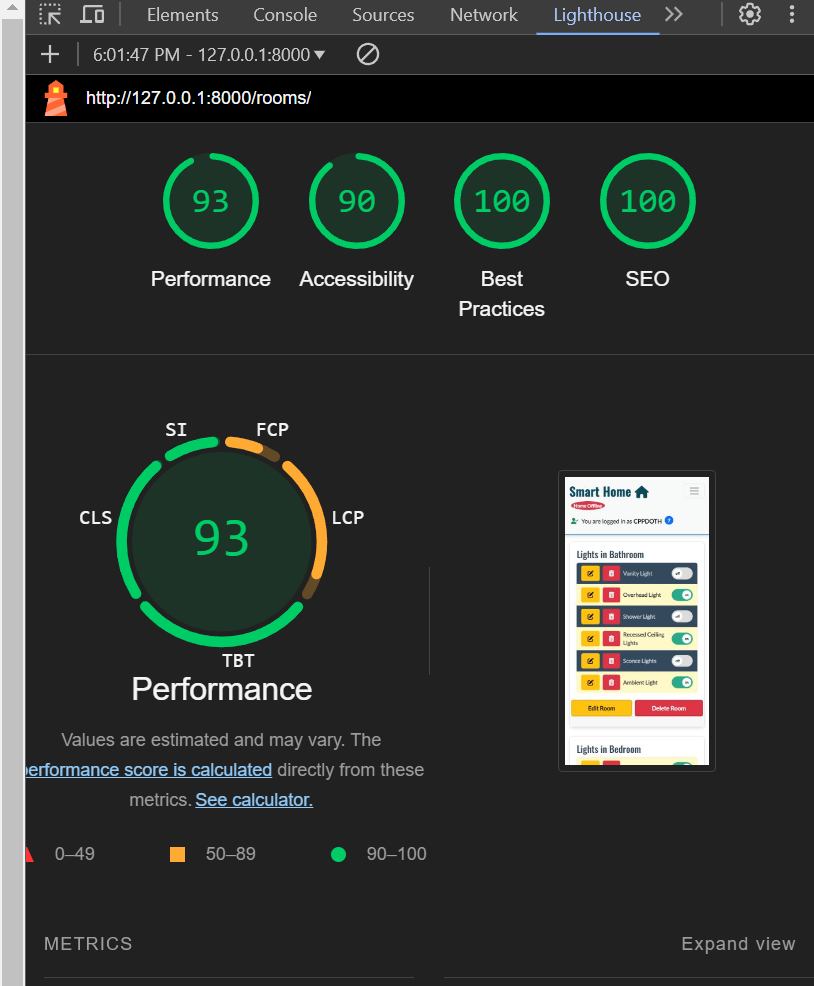 Elements Console Sources Network Lighthouse
6:01:47 PM - 127.0.0.1:8000
http://127.0.0.1:8000/rooms/
93 90 100 100
Performance Accessibility Best Practices SEO
SI FCP
CLS LCP
93
TBT
Performance
Values are estimated and may vary. The
performance score is calculated directly from these
metrics. See calculator.
0–49 50–89 90–100
Smart Home
Home Offline
You are logged in as CPPDOTH
Lights in Bathroom
Vanity Light
Overhead Light
Shower Light
Recessed Ceiling
Lights
Sconce Lights
Ambient Light
Edit Room Delete Room
Lights in Bedroom
METRICS Expand view